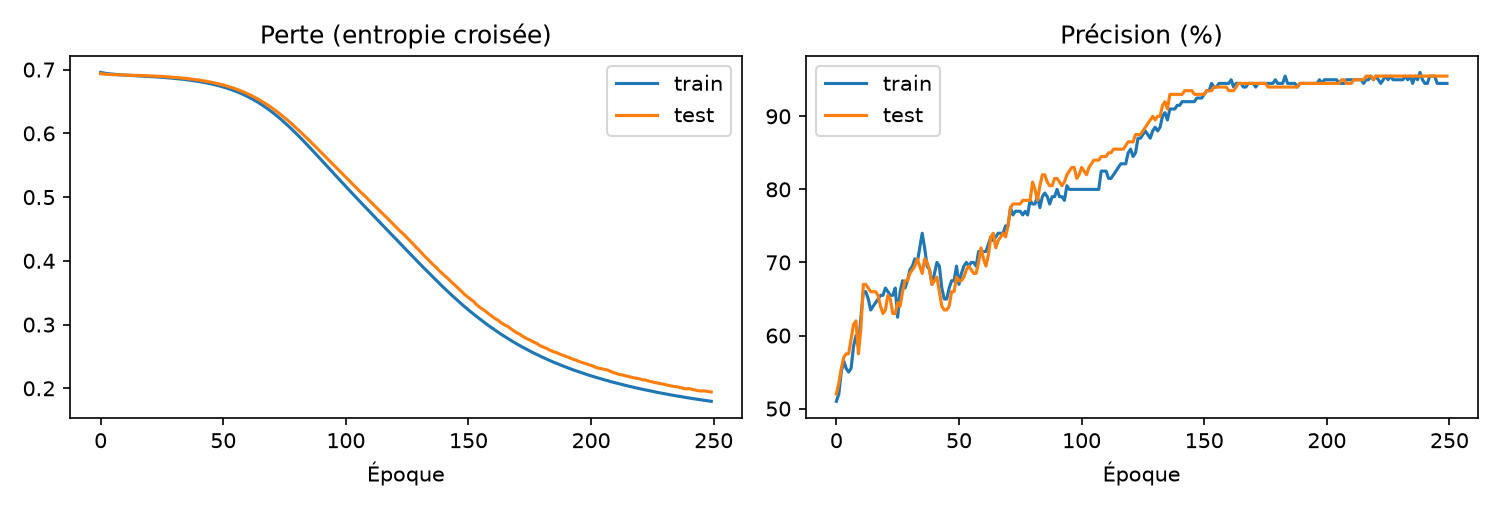 Perte (entropie croisée)
0.7
0.6
0.5
0.4
0.3
0.2
train
test
0 50 100 150 200 250
Époque
Précision (%)
train
test
90
80
70
60
50
0 50 100 150 200 250
Époque